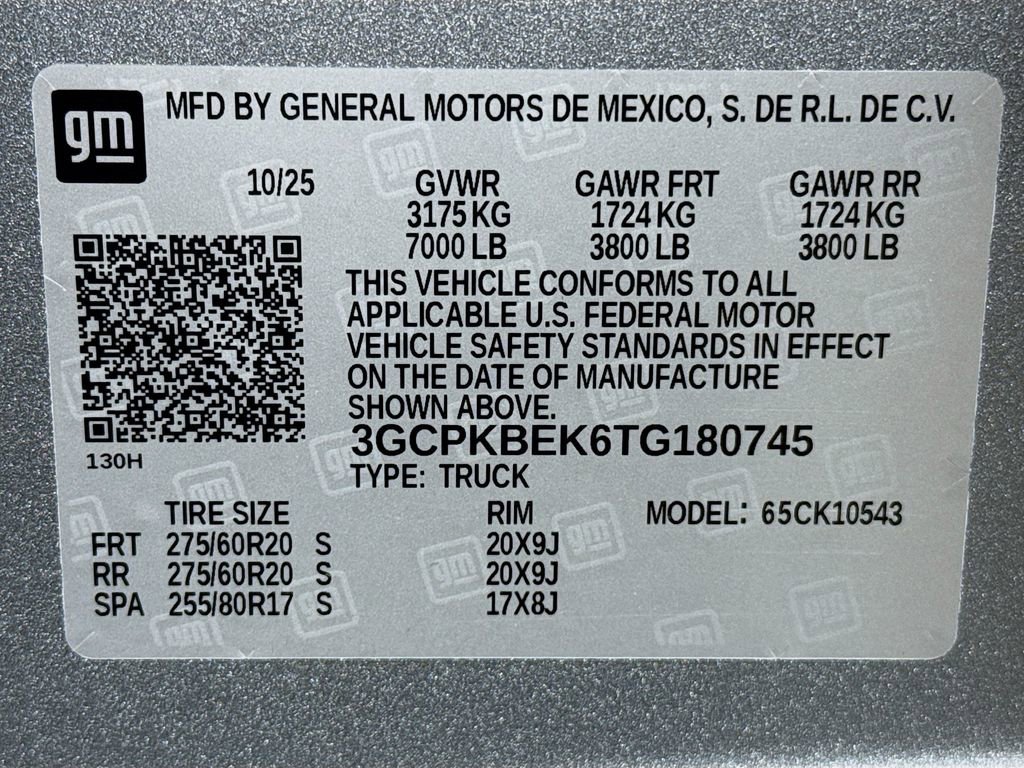 gm
MFD BY GENERAL MOTORS DE MEXICO, S. DE R.L. DE C.V.
10/25 GVWR GAWR FRT GAWR RR
3175 KG 1724 KG 1724 KG
7000 LB 3800 LB 3800 LB
THIS VEHICLE CONFORMS TO ALL
APPLICABLE U.S. FEDERAL MOTOR
VEHICLE SAFETY STANDARDS IN EFFECT
ON THE DATE OF MANUFACTURE
SHOWN ABOVE.
3GCPKBEK6TG180745
130H
TYPE: TRUCK
TIRE SIZE RIM MODEL: 65CK10543
FRT 275/60R20 S 20X9J
RR 275/60R20 S 20X9J
SPA 255/80R17 S 17X8J